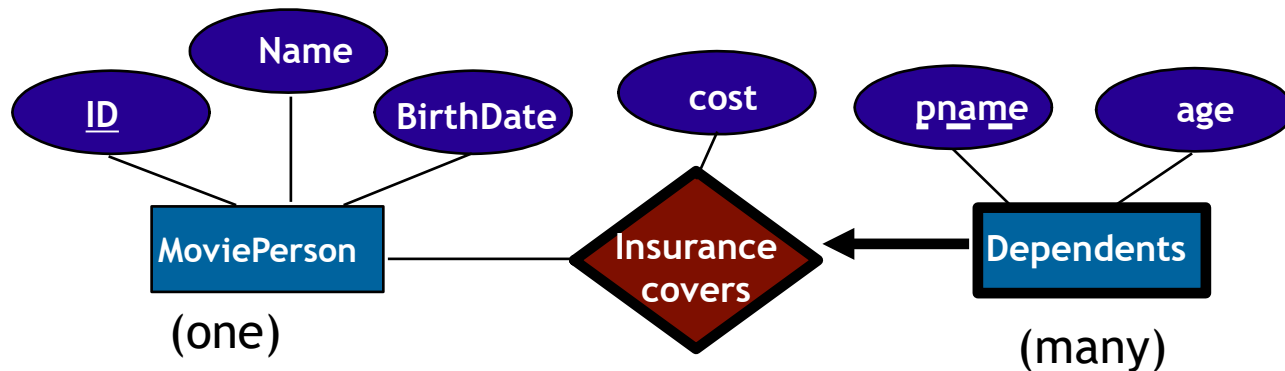 Name
cost
ID
BirthDate
pname
age
MoviePerson
Insurance
covers
Dependents
(one)
(many)